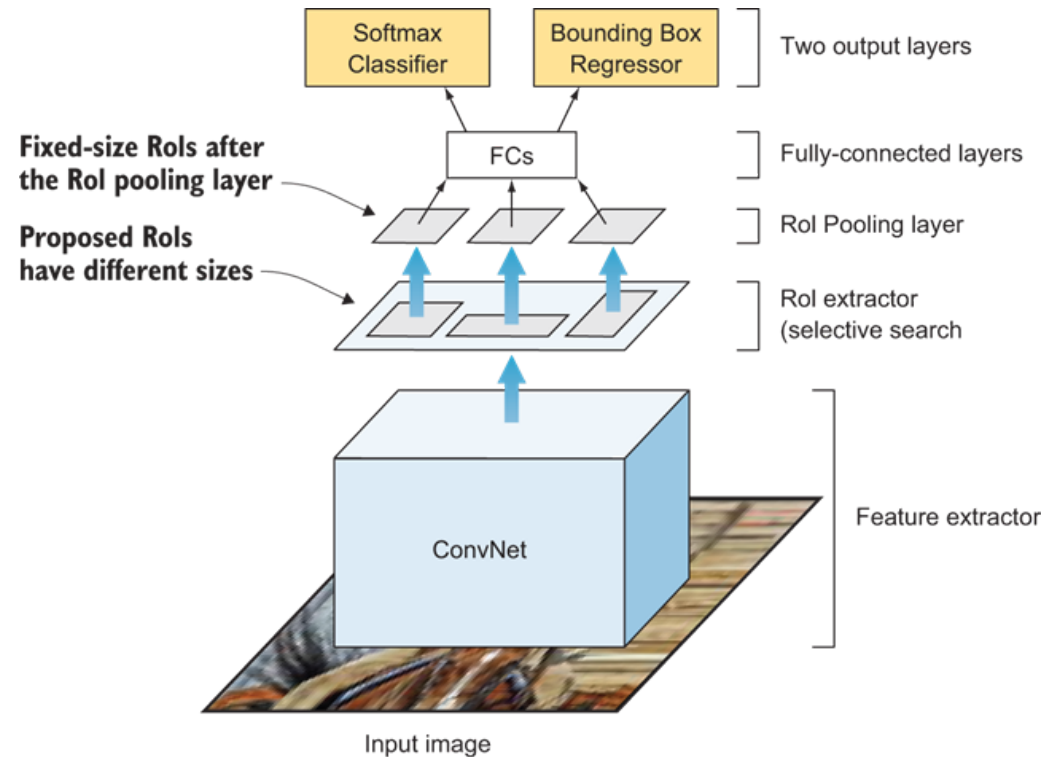 Softmax
Classifier
Bounding Box
Regressor
Two output layers
Fixed-size RoIs after
the RoI pooling layer
FCs
Fully-connected layers
RoI Pooling layer
Proposed RoIs
have different sizes
RoI extractor
(selective search
ConvNet
Feature extractor
Input image